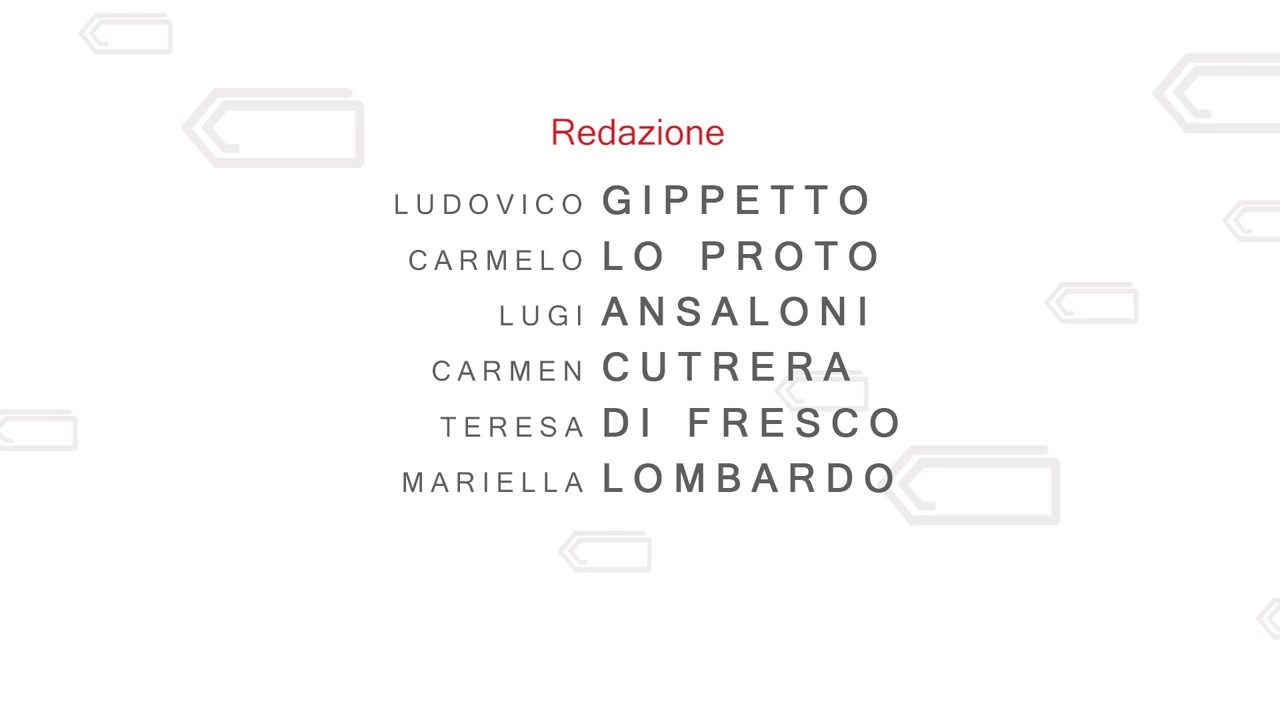 Redazione
LUDOVICO GIPPETTO
CARMELO LO PROTO
LUGI ANSALONI
CARMEN CUTRERA
TERESA DI FRESCO
MARIELLA LOMBARDO